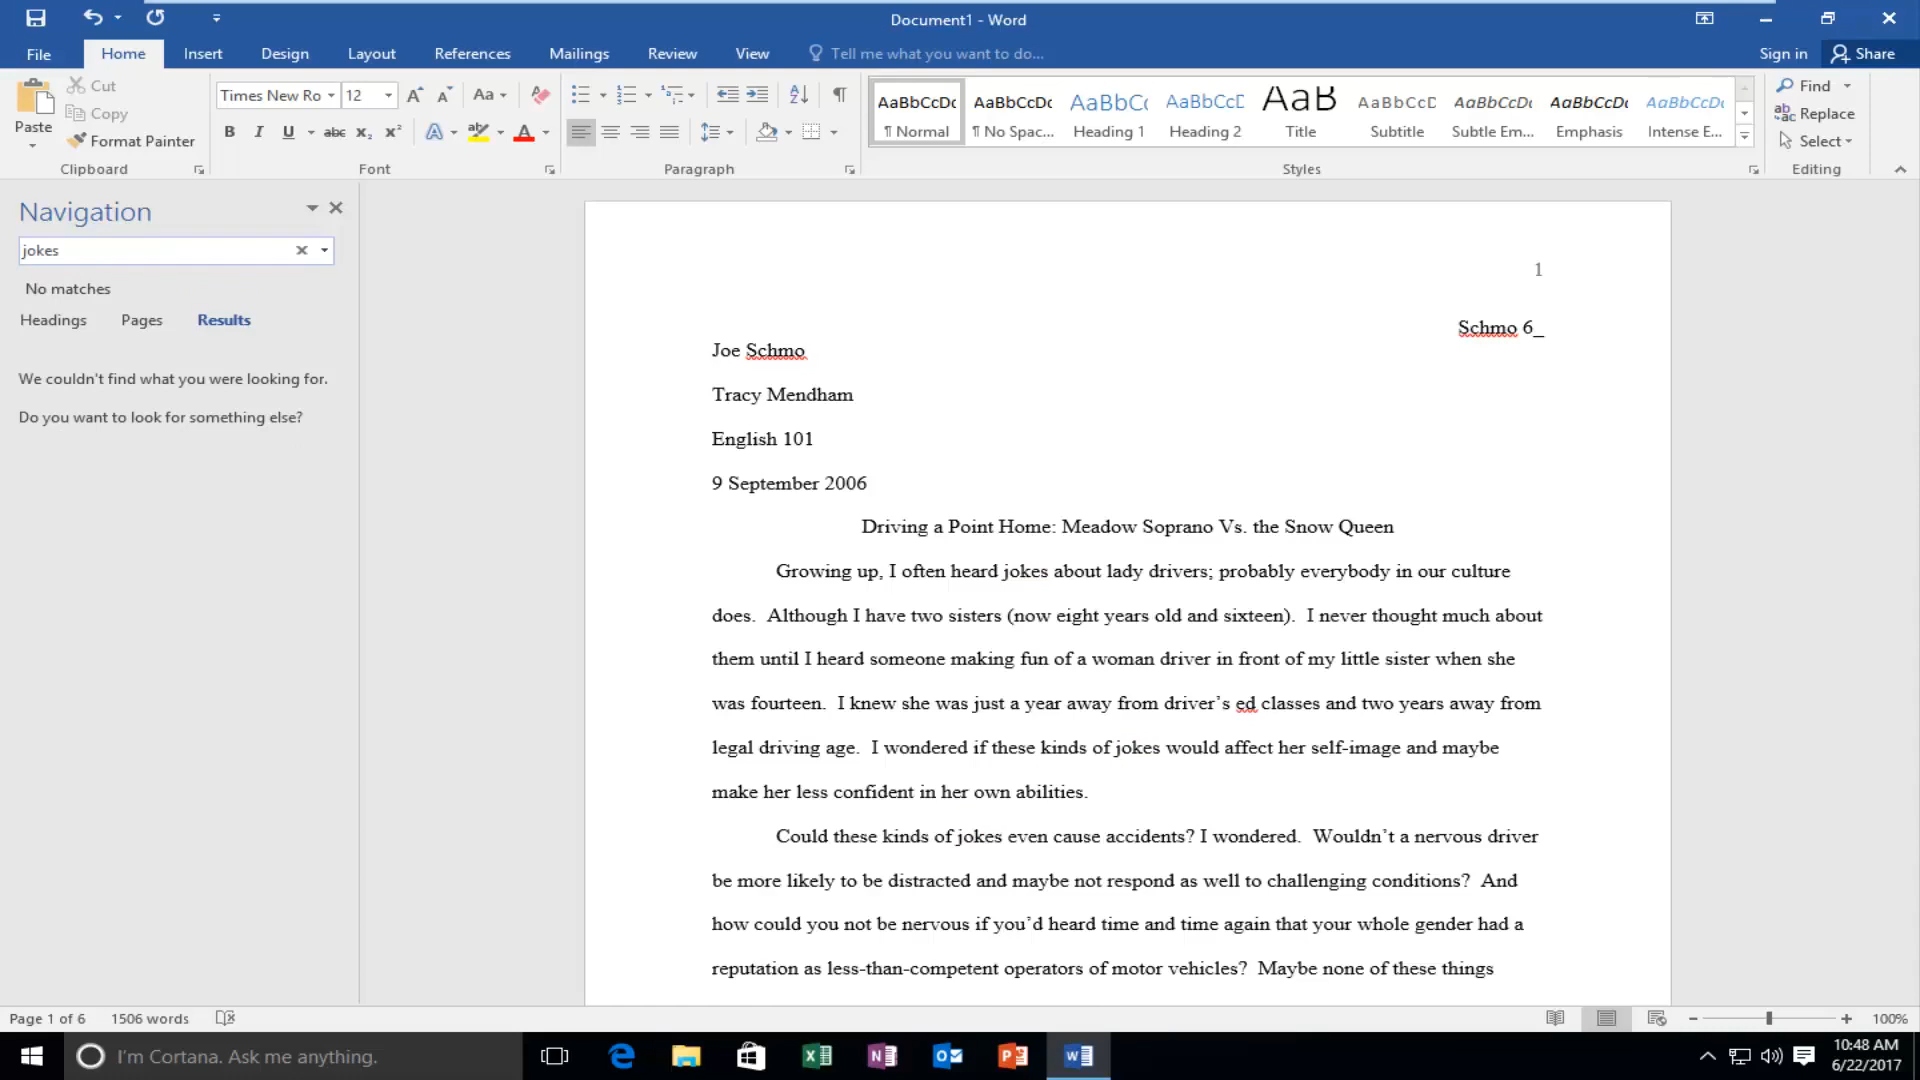 Document1 - Word
File Home Insert Design Layout References Mailings Review View Tell me what you want to do... Sign in Share
Paste
Cut
Copy
Format Painter
Clipboard
Times New Ro 12 Aa
B I U abc x₂ x² A ab A
Font
Paragraph
AaBbCcDc AaBbCcDc AaBbC AaBbCcD AaB AaBbCcD AaBbCcDc AaBbCcDc AaBbCcDc
¶ Normal ¶ No Spac... Heading 1 Heading 2 Title Subtitle Subtle Em... Emphasis Intense E...
Styles
Find
Replace
Select
Editing
Navigation
jokes
No matches
Headings Pages Results
We couldn't find what you were looking for.
Do you want to look for something else?
1
Schmo 6_
Joe Schmo
Tracy Mendham
English 101
9 September 2006
Driving a Point Home: Meadow Soprano Vs. the Snow Queen
Growing up, I often heard jokes about lady drivers; probably everybody in our culture
does.  Although I have two sisters (now eight years old and sixteen).  I never thought much about
them until I heard someone making fun of a woman driver in front of my little sister when she
was fourteen.  I knew she was just a year away from driver’s ed classes and two years away from
legal driving age.  I wondered if these kinds of jokes would affect her self-image and maybe
make her less confident in her own abilities.
Could these kinds of jokes even cause accidents? I wondered.  Wouldn’t a nervous driver
be more likely to be distracted and maybe not respond as well to challenging conditions?  And
how could you not be nervous if you’d heard time and time again that your whole gender had a
reputation as less-than-competent operators of motor vehicles?  Maybe none of these things
Page 1 of 6 1506 words
100%
I'm Cortana. Ask me anything.
10:48 AM
6/22/2017